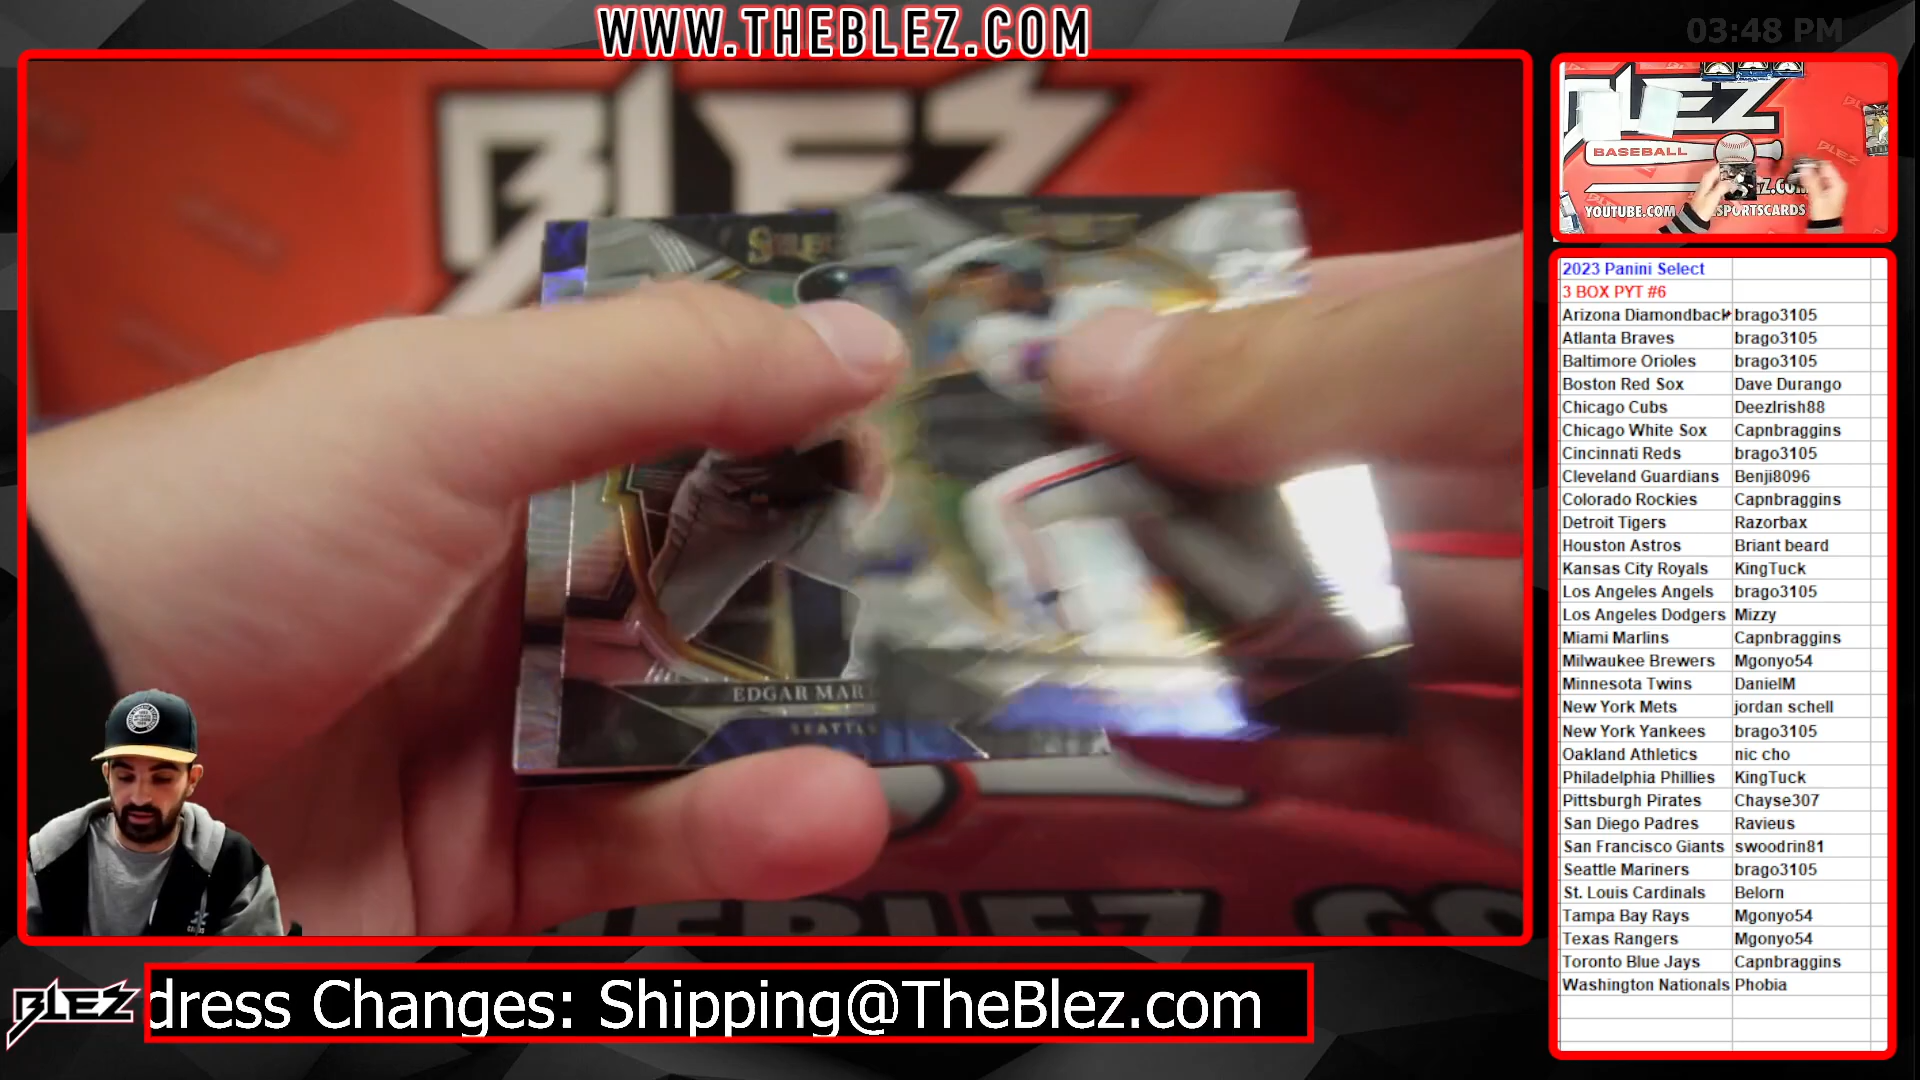 WWW.THEBLEZ.COM
03:48 PM
BLEZ
SELEC
EDGAR MAR
SEATTLE
BLEZ
BASEBALL
BLEZ
YOUTUBE.COM
SPORTSCARDS
2023 Panini Select
3 BOX PYT #6
Arizona Diamondback brago3105
Atlanta Braves brago3105
Baltimore Orioles brago3105
Boston Red Sox Dave Durango
Chicago Cubs DeezIrish88
Chicago White Sox Capnbraggins
Cincinnati Reds brago3105
Cleveland Guardians Benji8096
Colorado Rockies Capnbraggins
Detroit Tigers Razorbax
Houston Astros Briant beard
Kansas City Royals KingTuck
Los Angeles Angels brago3105
Los Angeles Dodgers Mizzy
Miami Marlins Capnbraggins
Milwaukee Brewers Mgonyo54
Minnesota Twins DanielM
New York Mets jordan schell
New York Yankees brago3105
Oakland Athletics nic cho
Philadelphia Phillies KingTuck
Pittsburgh Pirates Chayse307
San Diego Padres Ravieus
San Francisco Giants swoodrin81
Seattle Mariners brago3105
St. Louis Cardinals Belorn
Tampa Bay Rays Mgonyo54
Texas Rangers Mgonyo54
Toronto Blue Jays Capnbraggins
Washington Nationals Phobia
BLEZ
dress Changes: Shipping@TheBlez.com